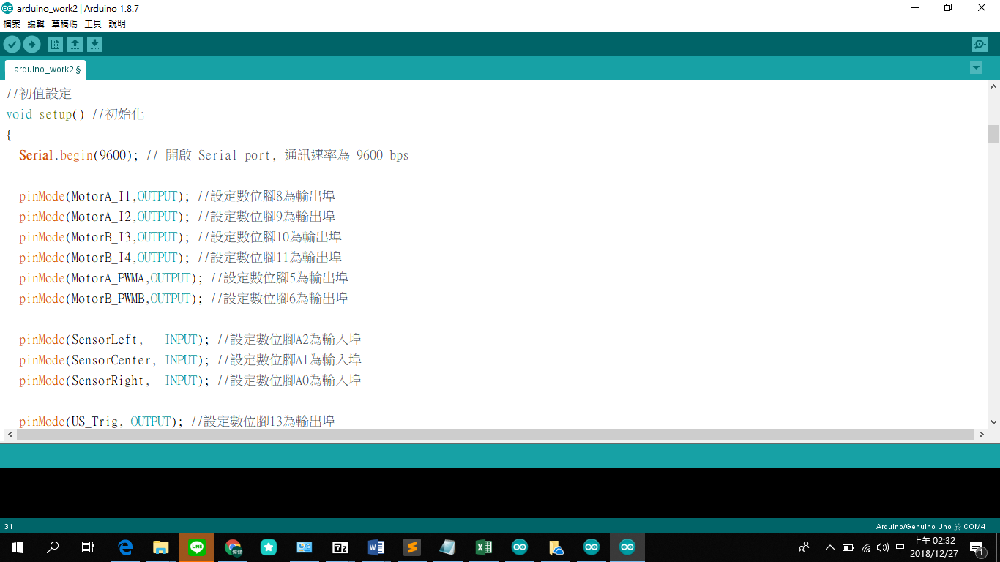 arduino_work2 | Arduino 1.8.7
檔案 編輯 草稿碼 工具 說明
arduino_work2 §
//初值設定
void setup() //初始化
{
Serial.begin(9600); // 開啟 Serial port, 通訊速率為 9600 bps
pinMode(MotorA_I1,OUTPUT); //設定數位腳8為輸出埠
pinMode(MotorA_I2,OUTPUT); //設定數位腳9為輸出埠
pinMode(MotorB_I3,OUTPUT); //設定數位腳10為輸出埠
pinMode(MotorB_I4,OUTPUT); //設定數位腳11為輸出埠
pinMode(MotorA_PWMA,OUTPUT); //設定數位腳5為輸出埠
pinMode(MotorB_PWMB,OUTPUT); //設定數位腳6為輸出埠
pinMode(SensorLeft,   INPUT); //設定數位腳A2為輸入埠
pinMode(SensorCenter, INPUT); //設定數位腳A1為輸入埠
pinMode(SensorRight,  INPUT); //設定數位腳A0為輸入埠
pinMode(US_Trig, OUTPUT); //設定數位腳13為輸出埠
31
Arduino/Genuino Uno 於 COM4
LINE
偉健
7z
中
上午 02:32
2018/12/27
1